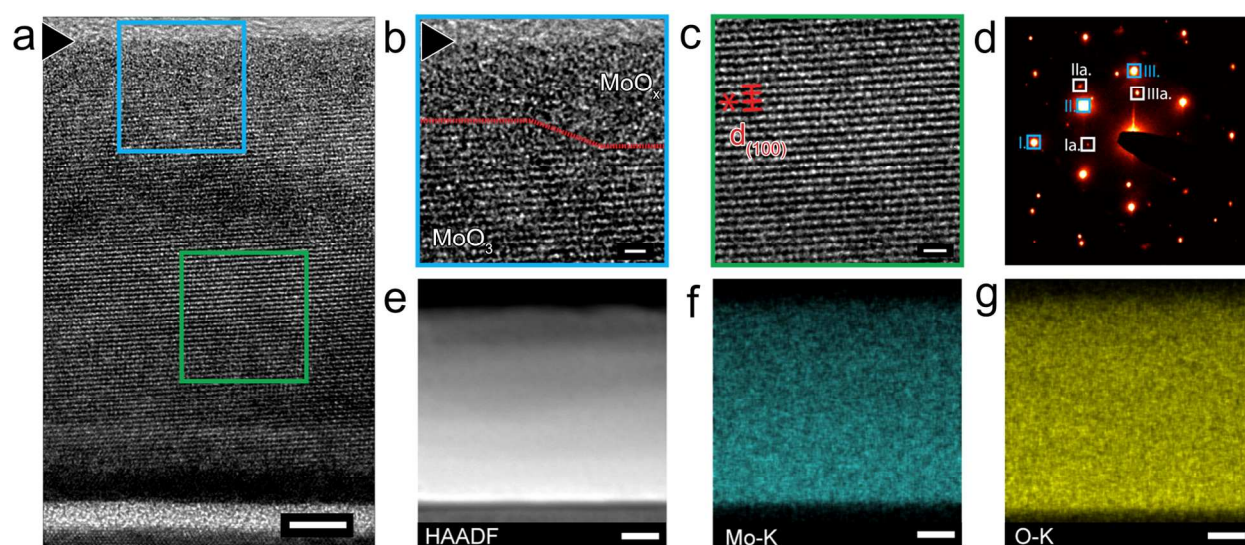 a
b
MoOₓ
MoO₃
c
d(100)
d
IIa.
III.
II.
IIIa.
I.
Ia.
e
HAADF
f
Mo-K
g
O-K